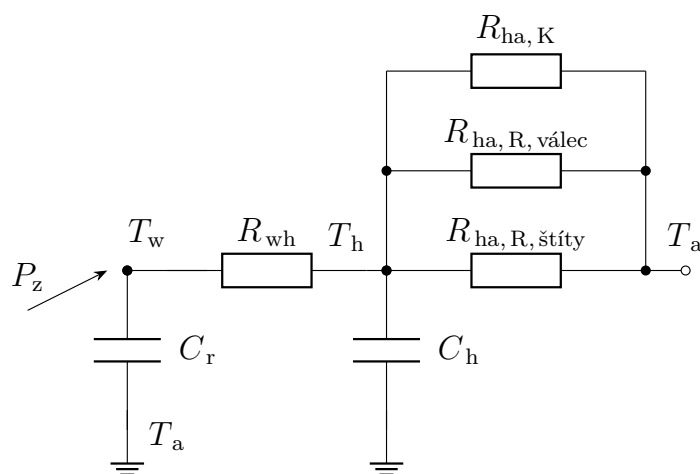 R_ha, K
R_ha, R, válec
T_w R_wh T_h R_ha, R, štíty T_a
P_z
C_r C_h
T_a